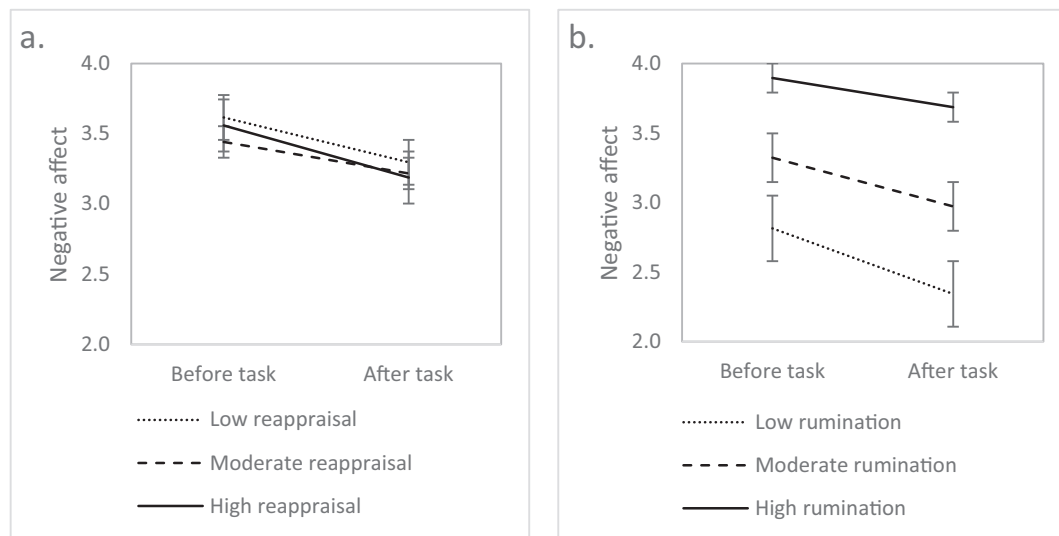 a.
4.0
3.5
3.0
2.5
2.0
Negative affect
Before task
After task
Low reappraisal
Moderate reappraisal
High reappraisal
b.
4.0
3.5
3.0
2.5
2.0
Negative affect
Before task
After task
Low rumination
Moderate rumination
High rumination